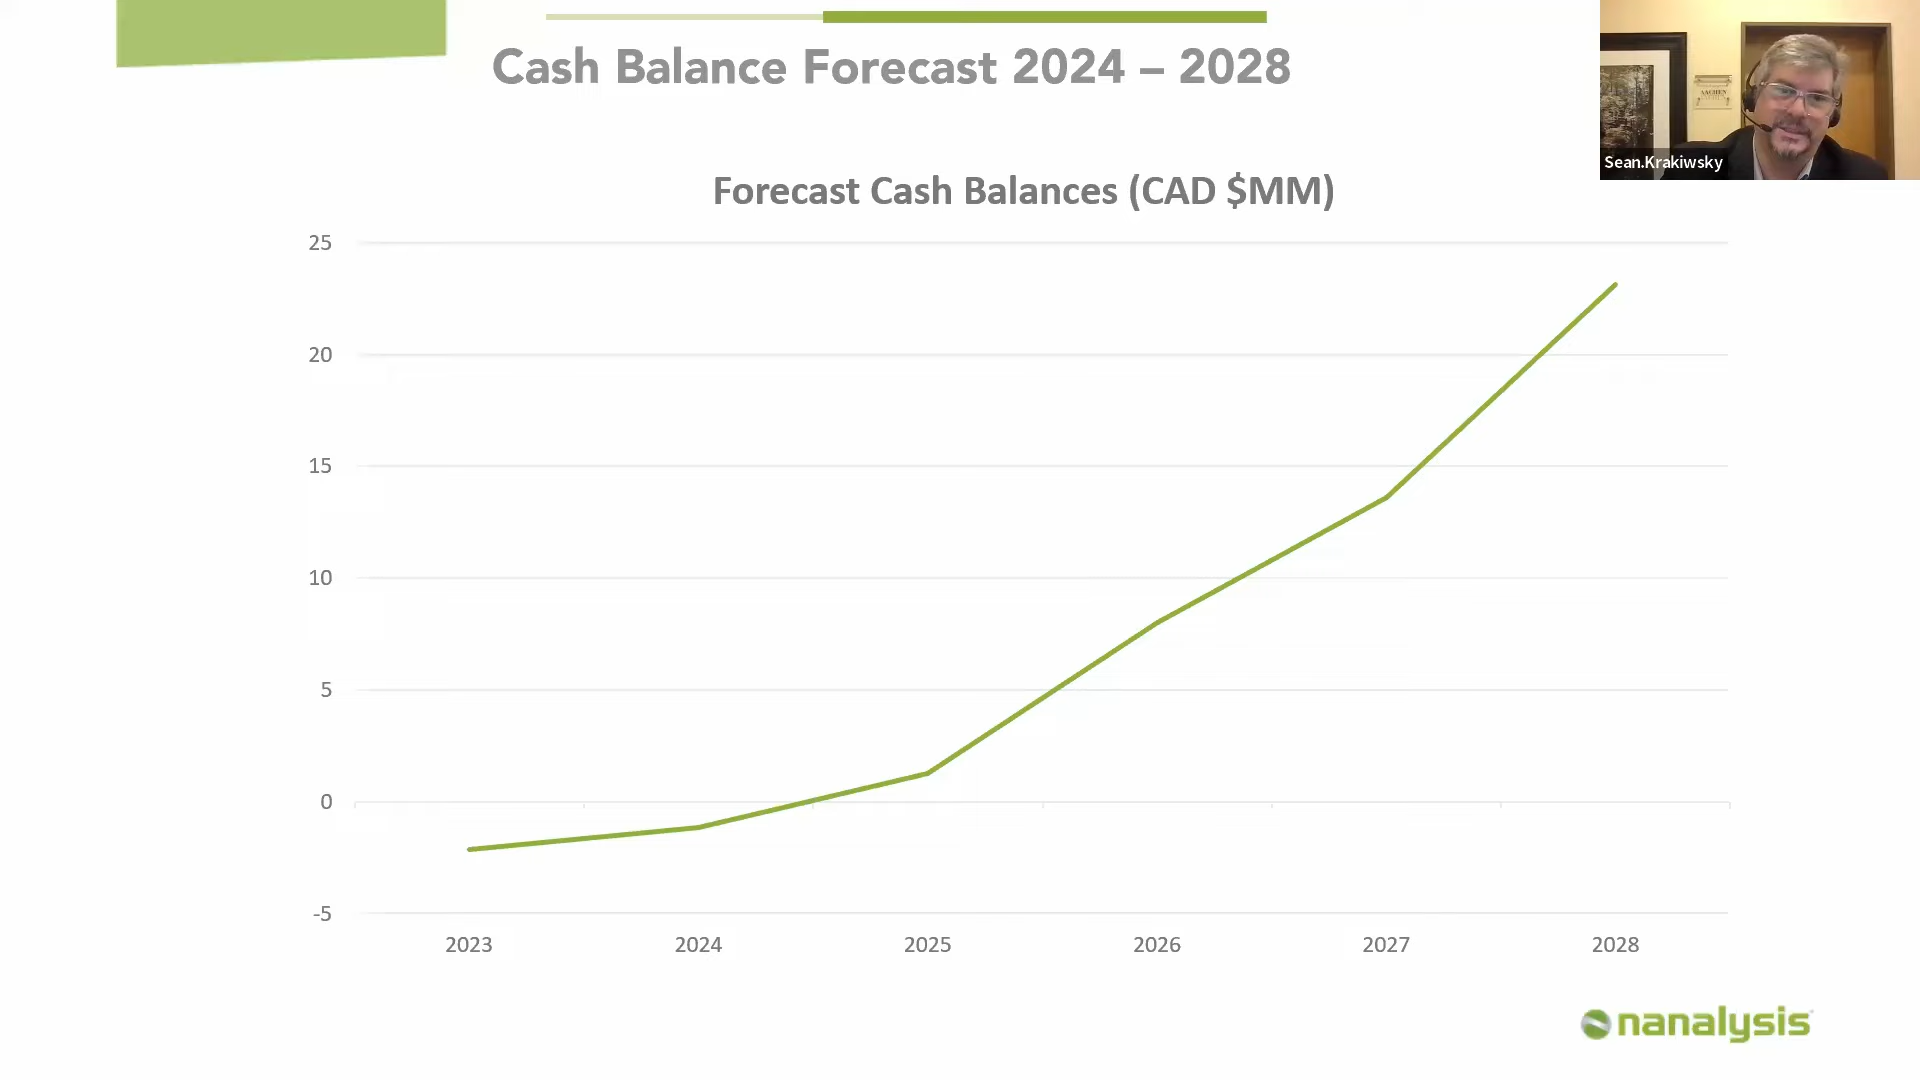 Cash Balance Forecast 2024 – 2028
AACHEN
Sean.Krakiwsky
Forecast Cash Balances (CAD $MM)
25
20
15
10
5
0
-5
2023 2024 2025 2026 2027 2028
nanalysis